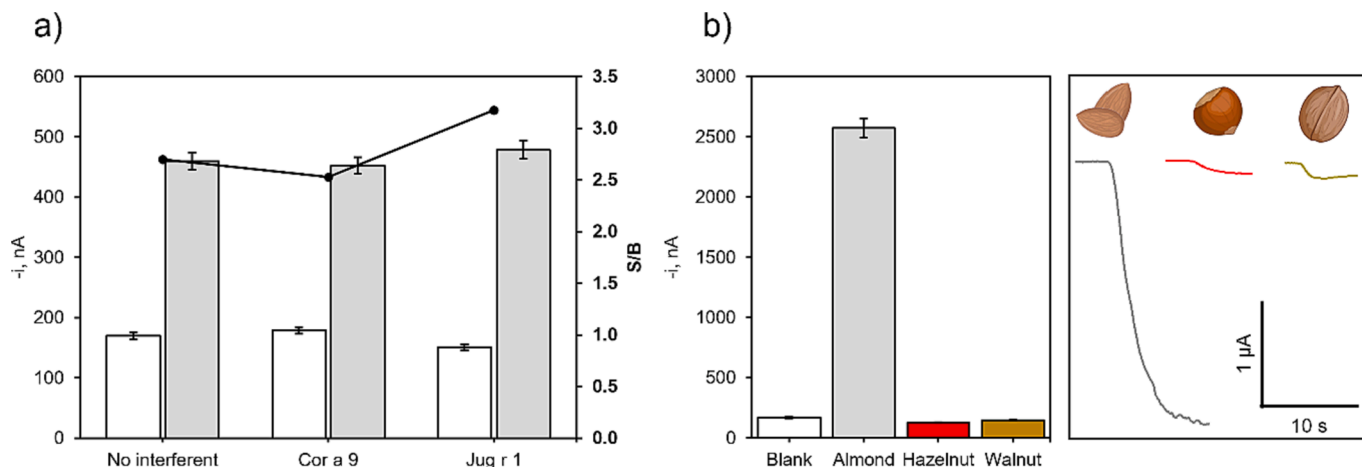 a)
600
500
400
300
200
100
0
-i, nA
3.5
3.0
2.5
2.0
1.5
1.0
0.5
0.0
S/B
No interferent
Cor a 9
Jug r 1
b)
3000
2500
2000
1500
1000
500
0
-i, nA
Blank
Almond
Hazelnut
Walnut
1 μA
10 s